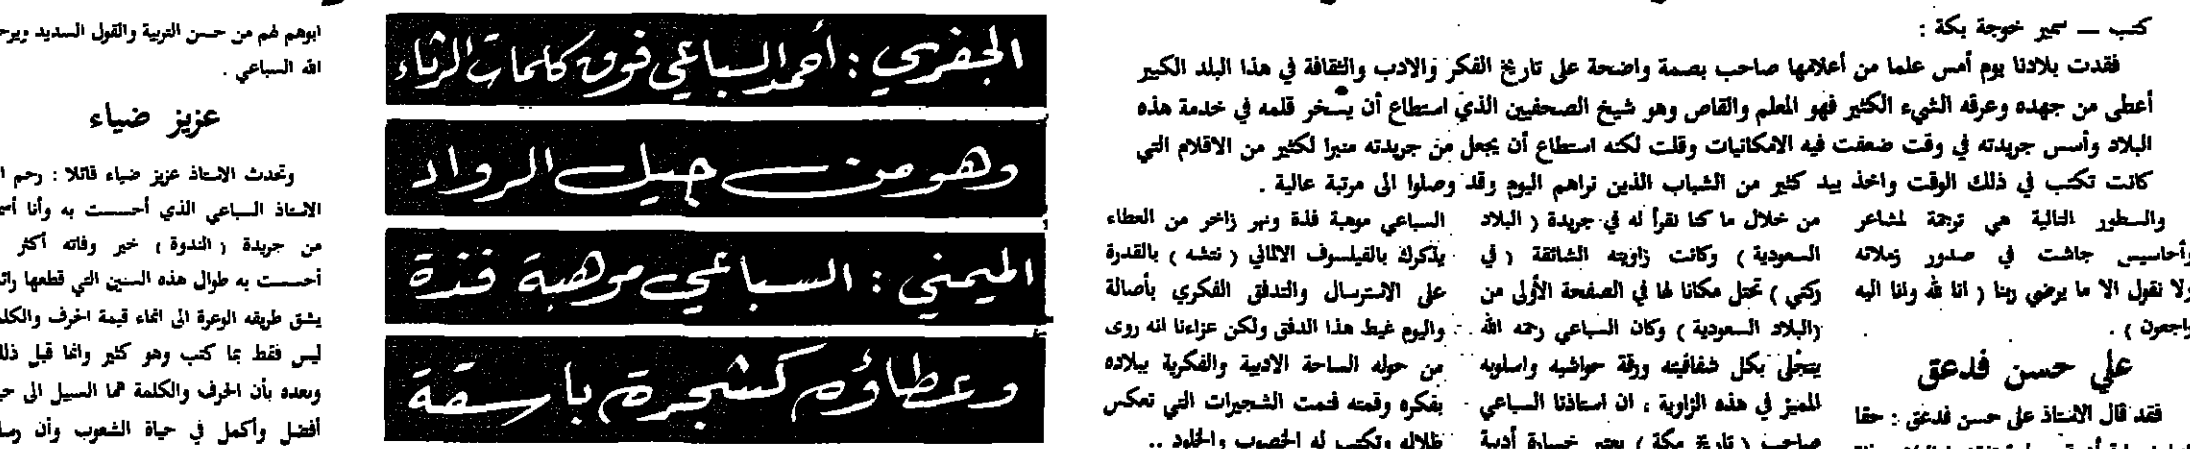 كتب — سمير خوجة بكة :
فقدت بلادنا يوم أمس علما من أعلامها صاحب بصمة واضحة على تاريخ الفكر والادب والثقافة في هذا البلد الكبير
أعطى من جهده وعرقه الشيء الكثير فهو المعلم والقاص وهو شيخ الصحفيين الذي استطاع أن يسخر قلمه في خدمة هذه
البلاد وأسس جريدته في وقت ضعفت فيه الامكانيات وقلت لكنه استطاع أن يجعل من جريدته منبرا لكثير من الاقلام التي
كانت تكتب في ذلك الوقت واخذ بيد كثير من الشباب الذين نراهم اليوم وقد وصلوا الى مرتبة عالية .
والسطور التالية هي ترجمة لمشاعر
وأحاسيس جاشت في صدور زملائه
ولا نقول الا ما يرضي ربنا ( انا لله وانا اليه
راجعون ) .
علي حسن فدعق
فقد قال الاستاذ على حسن فدعق : حقا
من خلال ما كنا نقرأ له في جريدة ( البلاد
السعودية ) وكانت زاويته الشائقة ( في
ركني ) تحتل مكانا لها في الصفحة الأولى من
(البلاد السعودية ) وكان السباعي رحمه الله
يتجلى بكل شفافيته ورقة حواشيه واسلوبه
المميز في هذه الزاوية ، ان استاذنا السباعي
صاحب ( تاريخ مكة ) يعتبر خسارة أدبية
السباعي موهبة فذة ونهر زاخر من العطاء
يذكرك بالفيلسوف الالماني ( نتشه ) بالقدرة
على الاسترسال والتدفق الفكري بأصالة
واليوم غيط هذا الدفق ولكن عزاءنا انه روى
من حوله الساحة الادبية والفكرية ببلاده
بفكره وقمته فنمت الشجيرات التي تعكس
ظلاله وتكتب له الخصوب والخلود ..
الجفري : أحمد السباعي فوق كلمات الرثاء
وهو من جيل الرواد
الميمني : السباعي موهبة فذة
وعطاؤه كشجرة باسقة
ابوهم لهم من حسن التربية والقول السديد ويرحم
الله السباعي .
عزيز ضياء
وتحدث الاستاذ عزيز ضياء قائلا : رحم
الاستاذ السباعي الذي أحسست به وأنا
من جريدة ( الندوة ) خبر وفاته أكثر
أحسست به طوال هذه السنين التي قطعها
يشق طريقه الوعرة الى انماء قيمة الحرف
ليس فقط بما كتب وهو كثير وانما قبل
وبعده بأن الحرف والكلمة هما السبيل الى
أفضل وأكمل في حياة الشعوب وأن